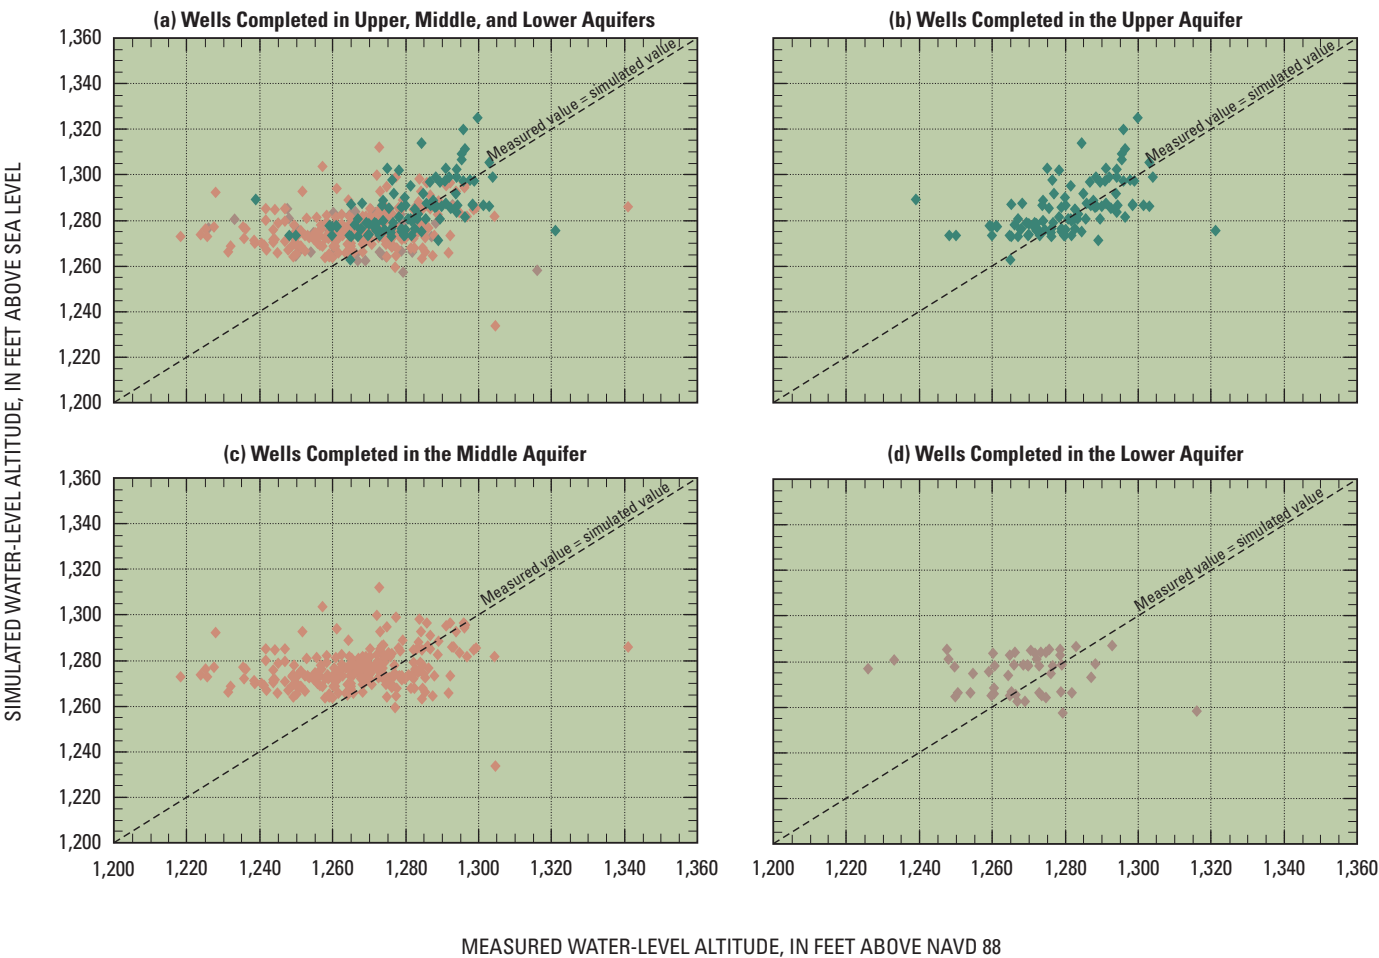 (a) Wells Completed in Upper, Middle, and Lower Aquifers
(b) Wells Completed in the Upper Aquifer
1,360
1,340
1,320
1,300
1,280
1,260
1,240
1,220
1,200
Measured value = simulated value
Measured value = simulated value
SIMULATED WATER-LEVEL ALTITUDE, IN FEET ABOVE SEA LEVEL
(c) Wells Completed in the Middle Aquifer
(d) Wells Completed in the Lower Aquifer
1,360
1,340
1,320
1,300
1,280
1,260
1,240
1,220
1,200
Measured value = simulated value
Measured value = simulated value
1,200 1,220 1,240 1,260 1,280 1,300 1,320 1,340 1,360
1,200 1,220 1,240 1,260 1,280 1,300 1,320 1,340 1,360
MEASURED WATER-LEVEL ALTITUDE, IN FEET ABOVE NAVD 88